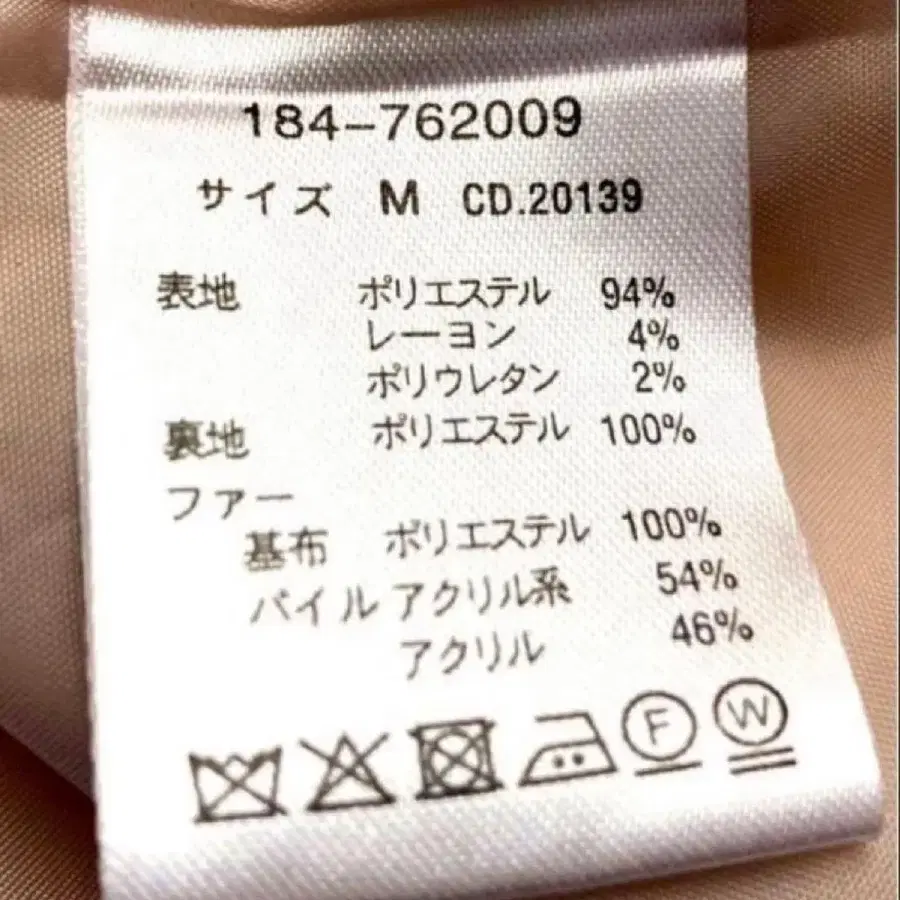 184-762009
サイズ M CD.20139
表地 ポリエステル 94%
レーヨン 4%
ポリウレタン 2%
裏地 ポリエステル 100%
ファー
基布 ポリエステル 100%
パイル アクリル系 54%
アクリル 46%
F W